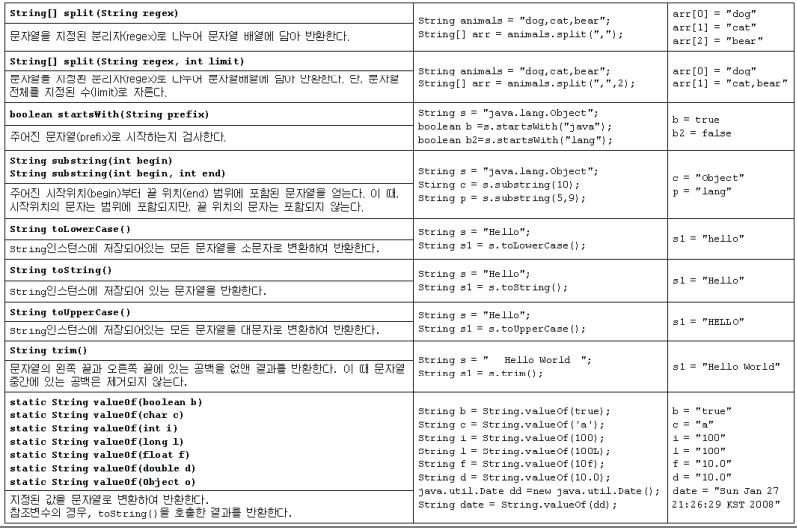 String[] split(String regex)
문자열을 지정된 분리자(regex)로 나누어 문자열 배열에 담아 반환한다.
String animals = "dog,cat,bear";
String[] arr = animals.split(",");
arr[0] = "dog"
arr[1] = "cat"
arr[2] = "bear"
String[] split(String regex, int limit)
문자열을 지정된 분리자(regex)로 나누어 문자열배열에 담아 반환한다. 단, 문자열
전체를 지정된 수(limit)로 자른다.
String animals = "dog,cat,bear";
String[] arr = animals.split(",",2);
arr[0] = "dog"
arr[1] = "cat,bear"
boolean startsWith(String prefix)
주어진 문자열(prefix)로 시작하는지 검사한다.
String s = "java.lang.Object";
boolean b =s.startsWith("java");
boolean b2=s.startsWith("lang");
b = true
b2 = false
String substring(int begin)
String substring(int begin, int end)
주어진 시작위치(begin)부터 끝 위치(end) 범위에 포함된 문자열을 얻는다. 이 때,
시작위치의 문자는 범위에 포함되지만, 끝 위치의 문자는 포함되지 않는다.
String s = "java.lang.Object";
Stirng c = s.substring(10);
String p = s.substring(5,9);
c = "Object"
p = "lang"
String toLowerCase()
String인스턴스에 저장되어있는 모든 문자열을 소문자로 변환하여 반환한다.
String s = "Hello";
String s1 = s.toLowerCase();
s1 = "hello"
String toString()
String인스턴스에 저장되어 있는 문자열을 반환한다.
String s = "Hello";
String s1 = s.toString();
s1 = "Hello"
String toUpperCase()
String인스턴스에 저장되어있는 모든 문자열을 대문자로 변환하여 반환한다.
String s = "Hello";
String s1 = s.toUpperCase();
s1 = "HELLO"
String trim()
문자열의 왼쪽 끝과 오른쪽 끝에 있는 공백을 없앤 결과를 반환한다. 이 때 문자열
중간에 있는 공백은 제거되지 않는다.
String s = "   Hello World  ";
String s1 = s.trim();
s1 = "Hello World"
static String valueOf(boolean b)
static String valueOf(char c)
static String valueOf(int i)
static String valueOf(long l)
static String valueOf(float f)
static String valueOf(double d)
static String valueOf(Object o)
지정된 값을 문자열로 변환하여 반환한다.
참조변수의 경우, toString()을 호출한 결과를 반환한다.
String b = String.valueOf(true);
String c = String.valueOf('a');
String i = String.valueOf(100);
String l = String.valueOf(100L);
String f = String.valueOf(10f);
String d = String.valueOf(10.0);
java.util.Date dd =new java.util.Date();
String date = String.valueOf(dd);
b = "true"
c = "a"
i = "100"
l = "100"
f = "10.0"
d = "10.0"
date = "Sun Jan 27
21:26:29 KST 2008"